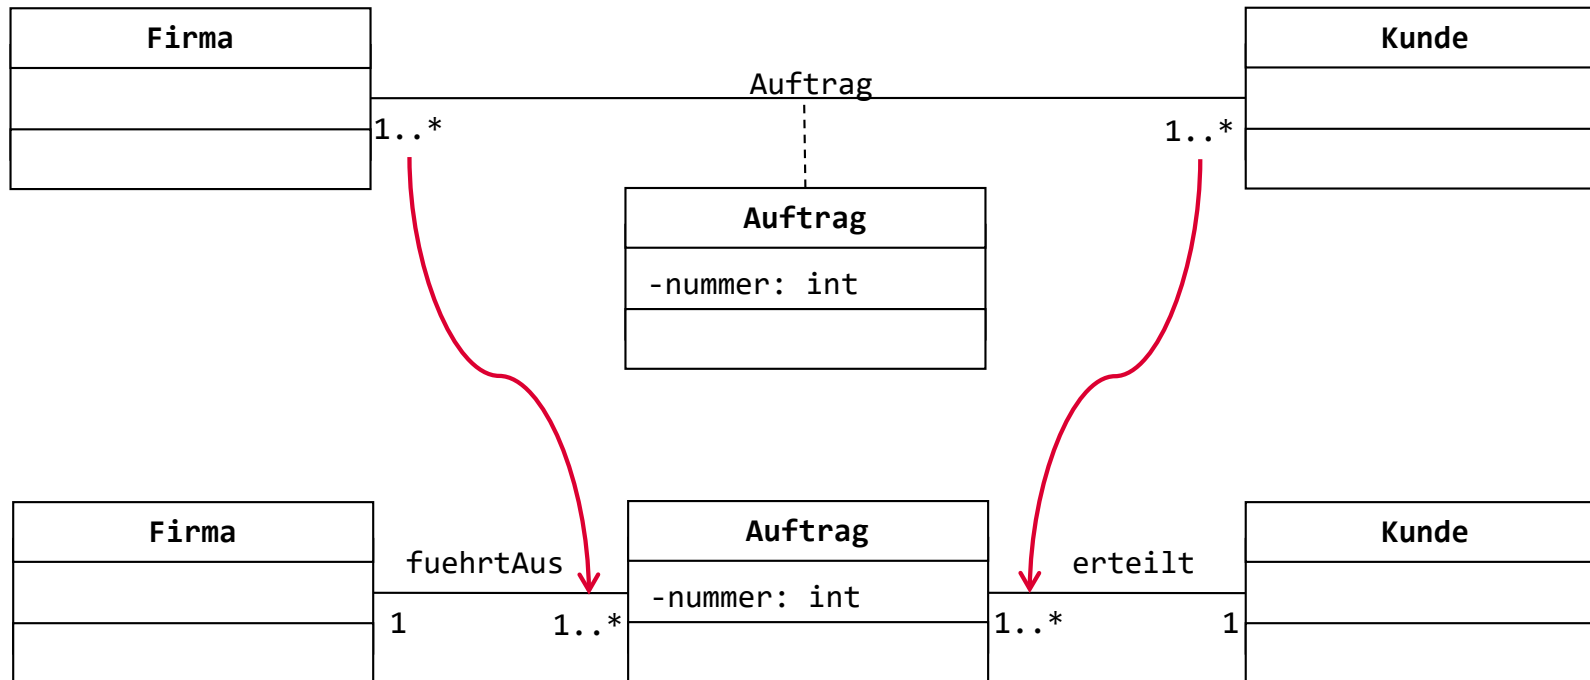 Firma
Kunde
Auftrag
1..*
1..*
Auftrag
-nummer: int
Firma
Auftrag
Kunde
fuehrtAus
erteilt
-nummer: int
1
1..*
1..*
1